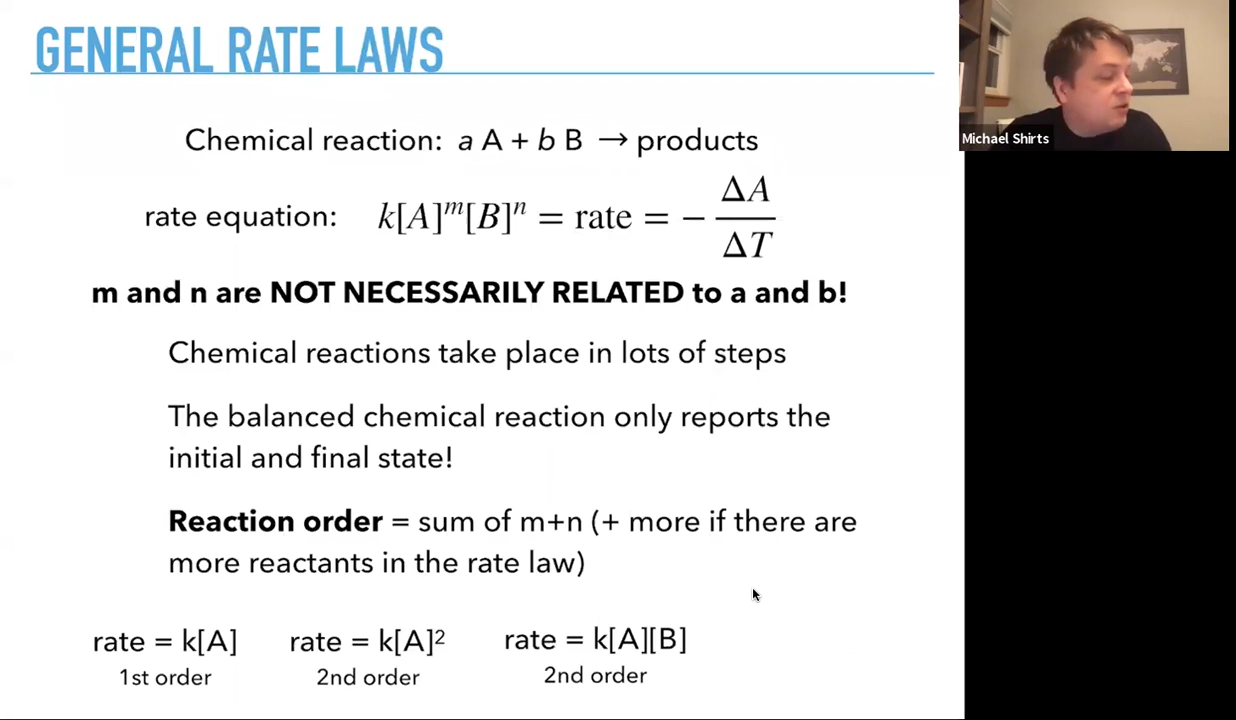 GENERAL RATE LAWS
Chemical reaction: a A + b B → products
rate equation: k[A]ᵐ[B]ⁿ = rate = − ΔA/ΔT
m and n are NOT NECESSARILY RELATED to a and b!
Chemical reactions take place in lots of steps
The balanced chemical reaction only reports the
initial and final state!
Reaction order = sum of m+n (+ more if there are
more reactants in the rate law)
rate = k[A] rate = k[A]² rate = k[A][B]
1st order 2nd order 2nd order
Michael Shirts